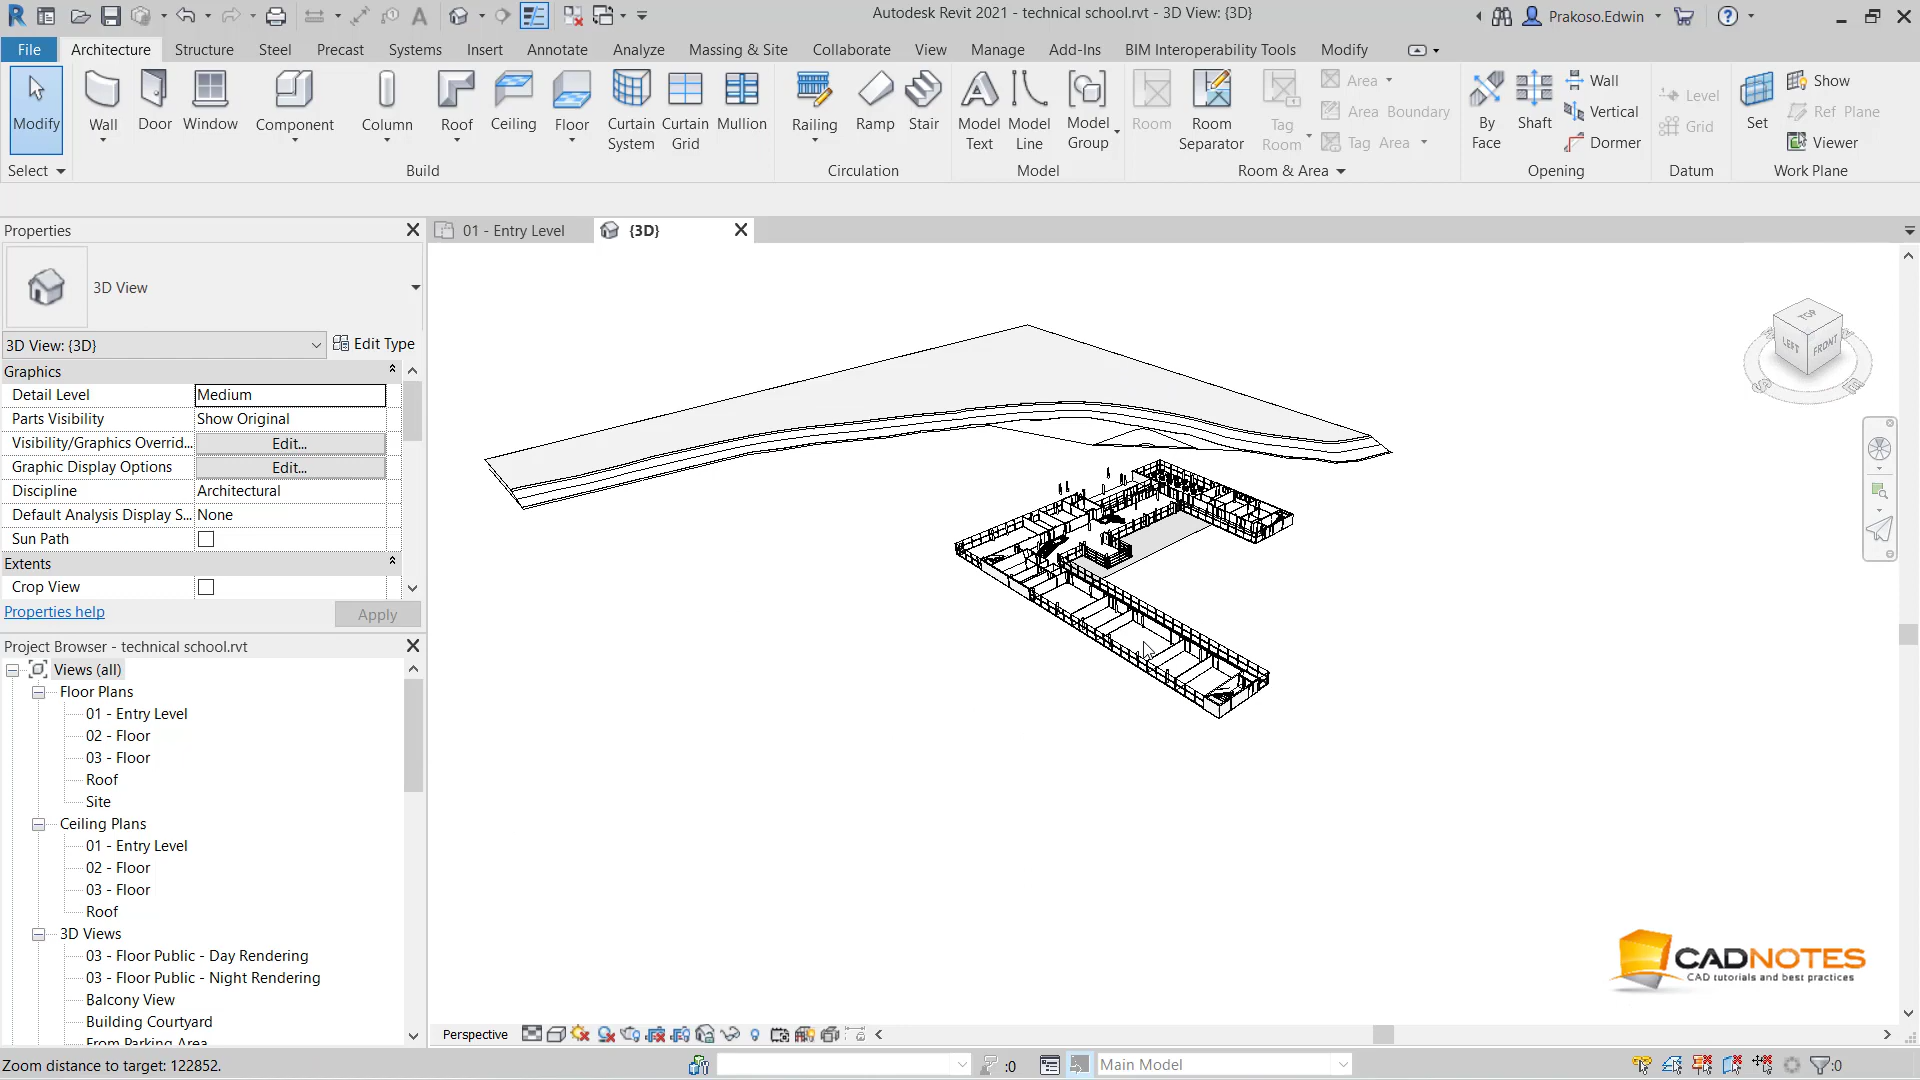 Autodesk Revit 2021 - technical school.rvt - 3D View: {3D}
Prakoso.Edwin
File Architecture Structure Steel Precast Systems Insert Annotate Analyze Massing & Site Collaborate View Manage Add-Ins BIM Interoperability Tools Modify
Modify
Wall
Door
Window
Component
Column
Roof
Ceiling
Floor
Curtain System
Curtain Grid
Mullion
Railing
Ramp
Stair
Model Text
Model Line
Model Group
Room
Room Separator
Tag Room
Area
Area Boundary
Tag Area
By Face
Shaft
Wall
Vertical
Dormer
Level
Grid
Set
Show
Ref Plane
Viewer
Select
Build
Circulation
Model
Room & Area
Opening
Datum
Work Plane
Properties
3D View
3D View: {3D}
Edit Type
Graphics
Detail Level Medium
Parts Visibility Show Original
Visibility/Graphics Overrid... Edit...
Graphic Display Options Edit...
Discipline Architectural
Default Analysis Display S... None
Sun Path
Extents
Crop View
Properties help
Apply
Project Browser - technical school.rvt
Views (all)
Floor Plans
01 - Entry Level
02 - Floor
03 - Floor
Roof
Site
Ceiling Plans
01 - Entry Level
02 - Floor
03 - Floor
Roof
3D Views
03 - Floor Public - Day Rendering
03 - Floor Public - Night Rendering
Balcony View
Building Courtyard
From Parking Area
01 - Entry Level
{3D}
TOP
LEFT
FRONT
S
E
CADNOTES
CAD tutorials and best practices
Perspective
Zoom distance to target: 122852.
:0
Main Model
:0